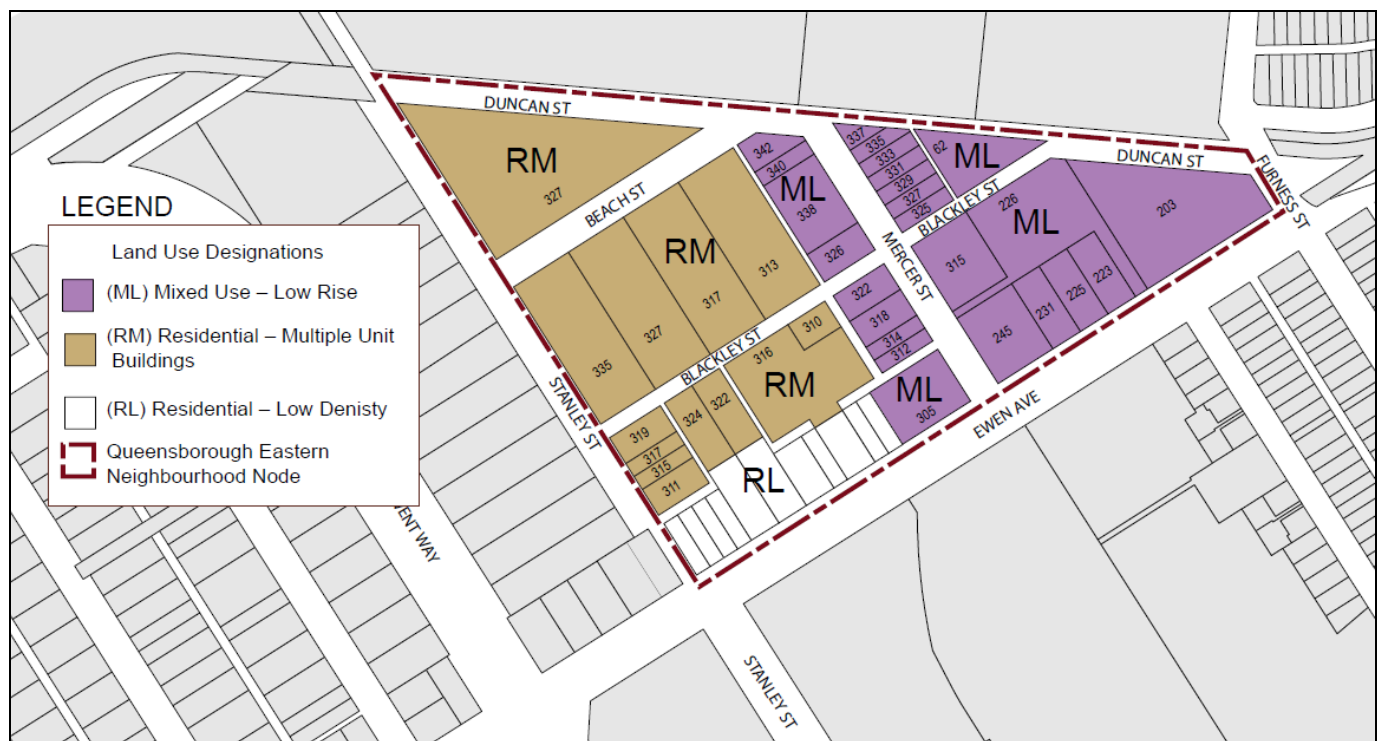 DUNCAN ST
RM
327
BEACH ST
342
340
ML
338
326
337
335
333
331
329
327
325
62
ML
DUNCAN ST
FURNESS ST
BLACKLEY ST
226
ML
203
315
MERCER ST
RM
313
317
327
335
BLACKLEY ST
310
316
RM
322
318
314
312
245
231
225
223
ML
305
EWEN AVE
STANLEY ST
324
322
319
317
315
311
RL
LEGEND
Land Use Designations
(ML) Mixed Use – Low Rise
(RM) Residential – Multiple Unit
Buildings
(RL) Residential – Low Denisty
Queensborough Eastern
Neighbourhood Node
ENT WAY
STANLEY ST